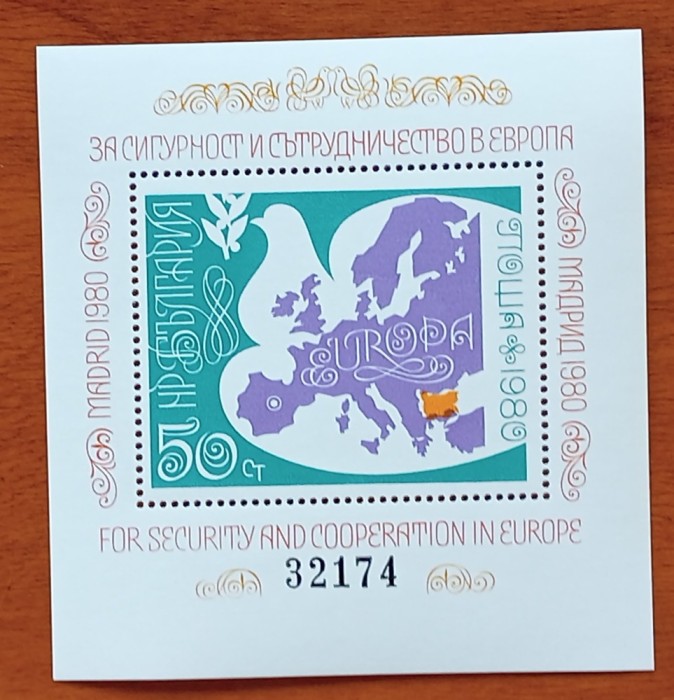 ЗА СИГУРНОСТ И СЪТРУДНИЧЕСТВО В ЕВРОПА
MADRID 1980
НР БЪЛГАРИЯ
EUROPA
ПОЩА 1980
МАДРИД 1980
50 СТ
FOR SECURITY AND COOPERATION IN EUROPE
32174